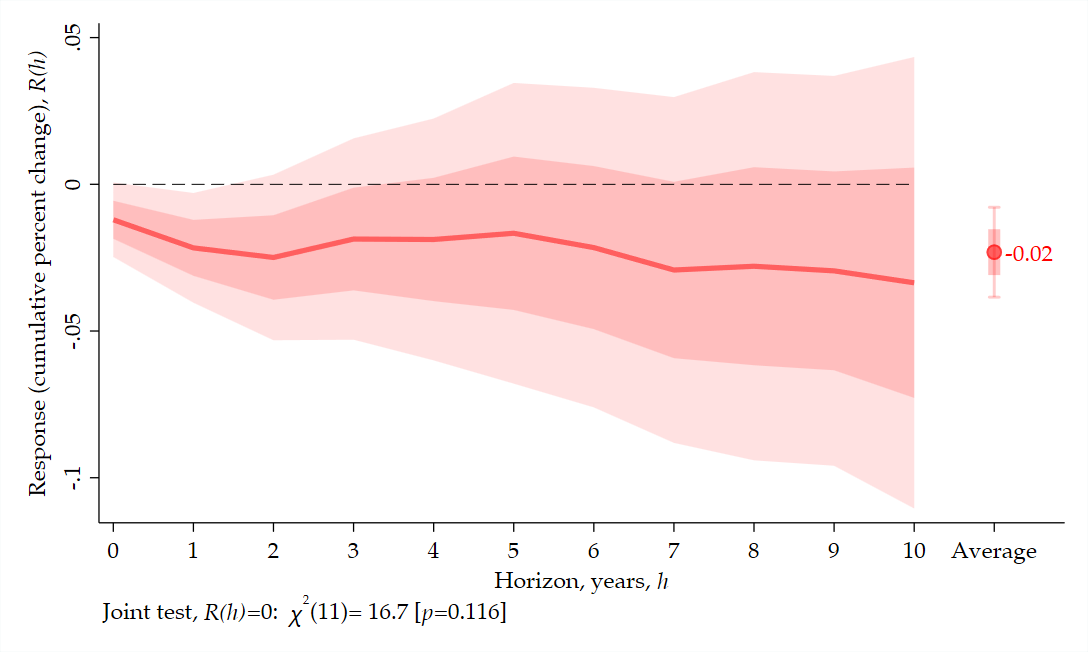 Response (cumulative percent change), R(h)
.05
0
-.05
-.1
-0.02
0 1 2 3 4 5 6 7 8 9 10 Average
Horizon, years, h
Joint test, R(h)=0: χ²(11)= 16.7 [p=0.116]